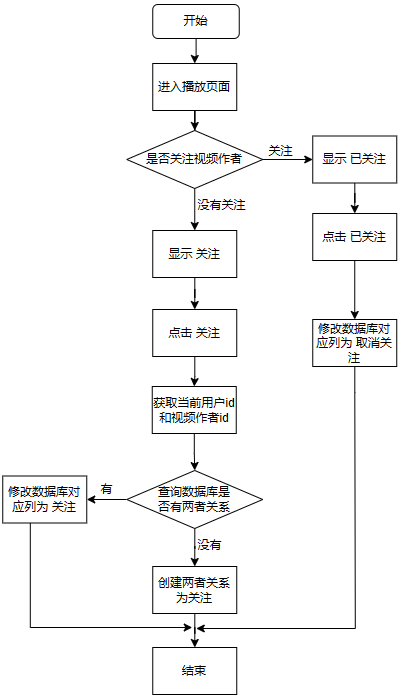 开始
进入播放页面
是否关注视频作者
关注
显示 已关注
没有关注
点击 已关注
显示 关注
点击 关注
修改数据库对
应列为 取消关
注
获取当前用户id
和视频作者id
查询数据库是
否有两者关系
有
修改数据库对
应列为 关注
没有
创建两者关系
为关注
结束